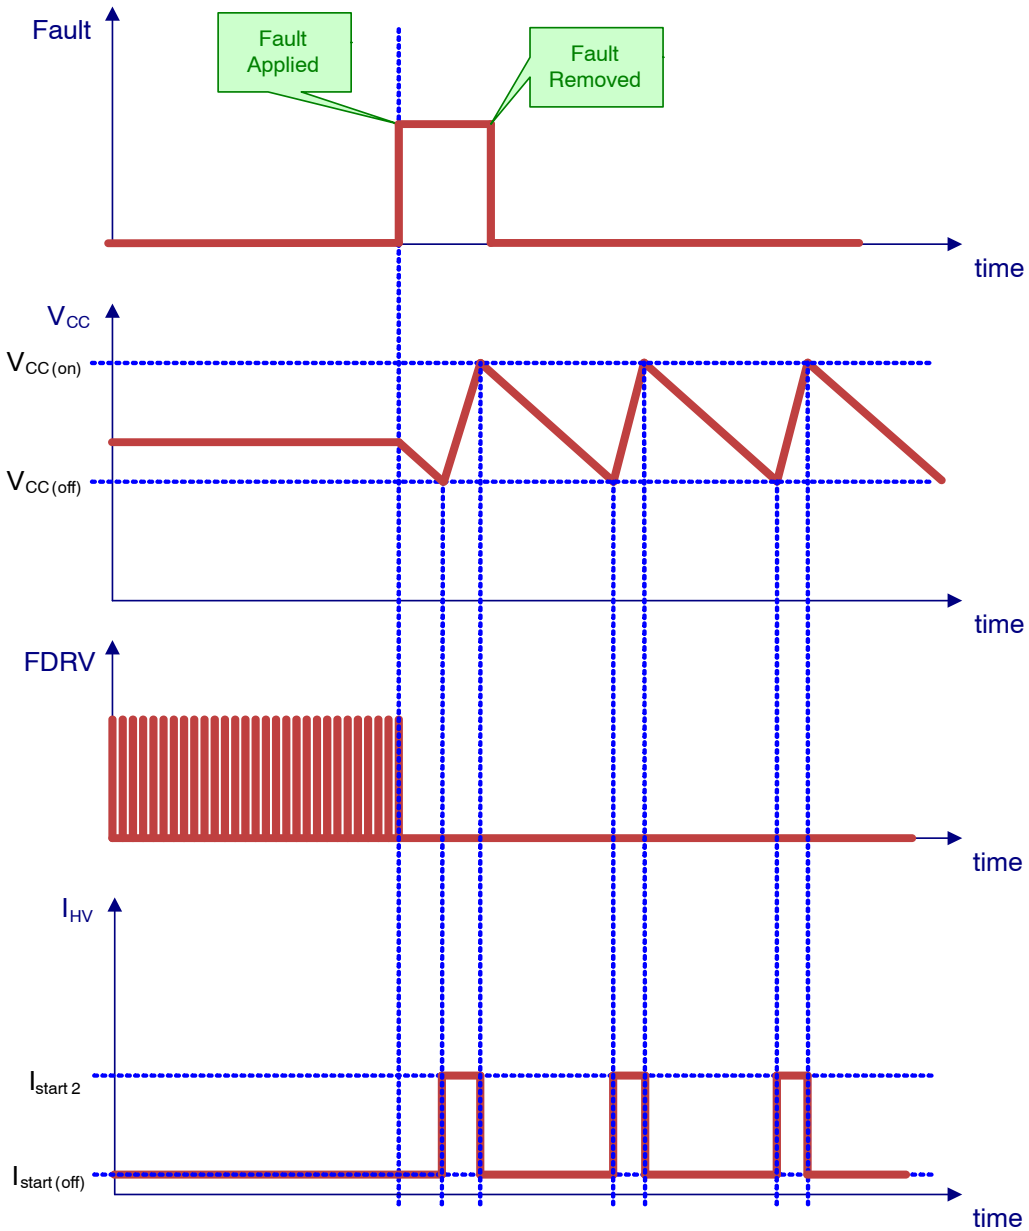 Fault
Fault
Applied
Fault
Removed
time
VCC
VCC(on)
VCC(off)
time
FDRV
time
IHV
Istart 2
Istart (off)
time